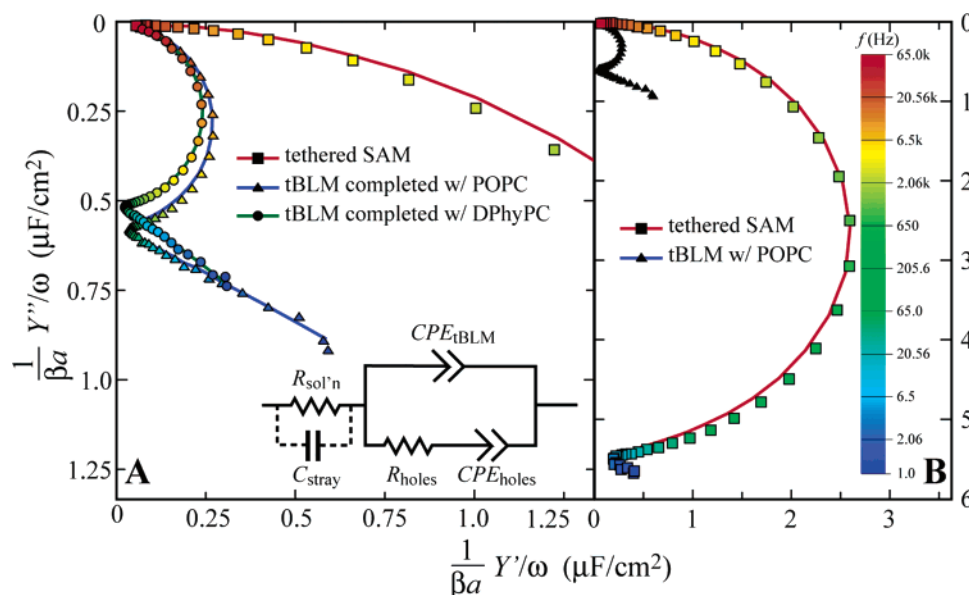 A
0
0.25
0.5
0.75
1.0
1.25
1/βa Y''/ω (µF/cm2)
tethered SAM
tBLM completed w/ POPC
tBLM completed w/ DPhyPC
CPEtBLM
Rsol'n
Cstray
Rholes
CPEholes
0 0.25 0.5 0.75 1.0 1.25
B
f (Hz)
65.0k
20.56k
6.5k
2.06k
650
205.6
65.0
20.56
6.5
2.06
1.0
tethered SAM
tBLM w/ POPC
0
1
2
3
4
5
6
0 1 2 3
1/βa Y'/ω (µF/cm2)